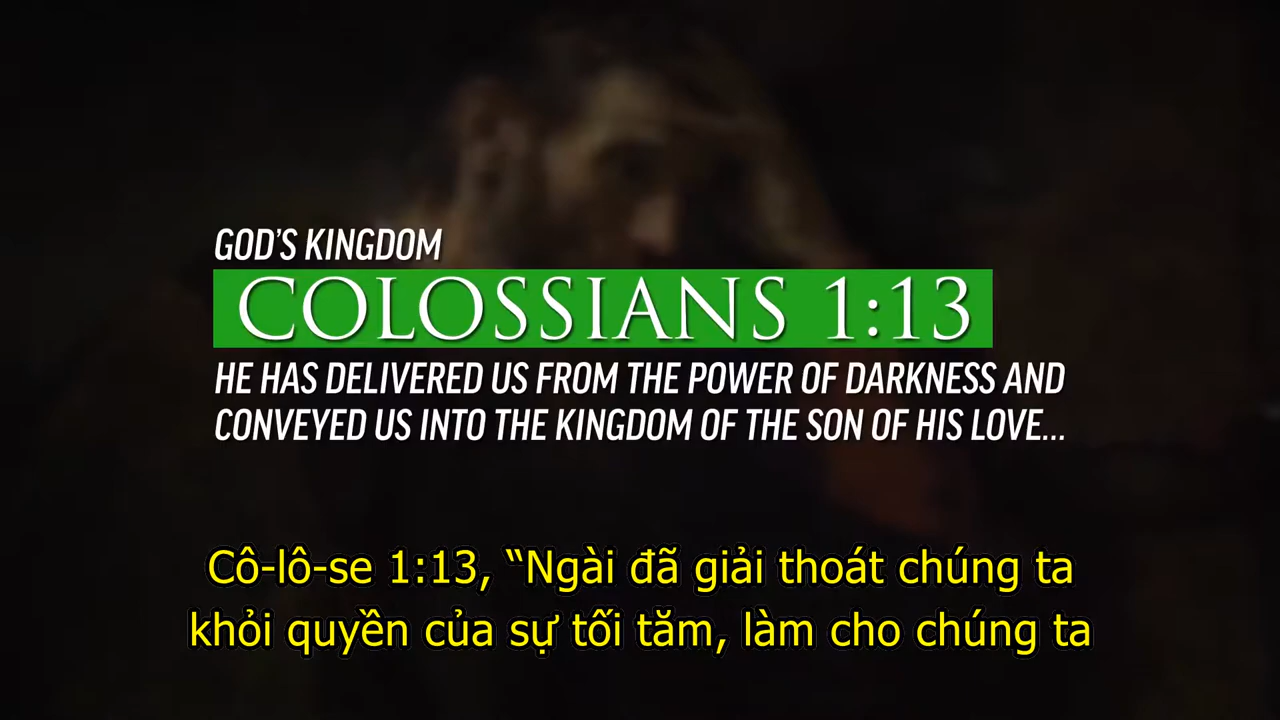 GOD'S KINGDOM
COLOSSIANS 1:13
HE HAS DELIVERED US FROM THE POWER OF DARKNESS AND
CONVEYED US INTO THE KINGDOM OF THE SON OF HIS LOVE...
Cô-lô-se 1:13, “Ngài đã giải thoát chúng ta
khỏi quyền của sự tối tăm, làm cho chúng ta